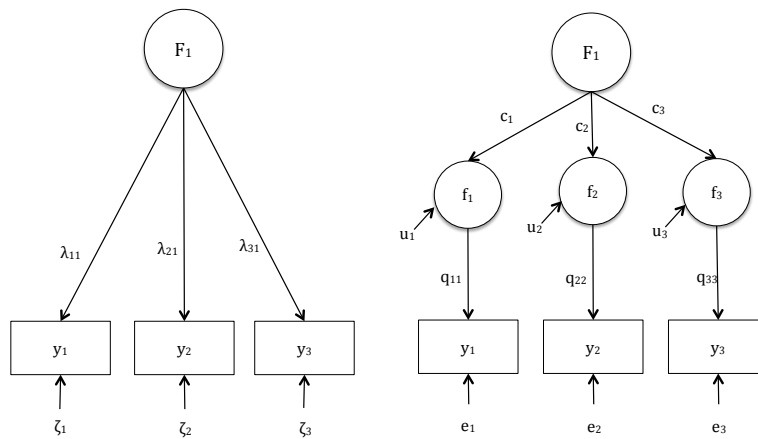 F₁
λ₁₁
λ₂₁
λ₃₁
y₁
y₂
y₃
ζ₁
ζ₂
ζ₃
F₁
c₁
c₂
c₃
f₁
f₂
f₃
u₁
u₂
u₃
q₁₁
q₂₂
q₃₃
y₁
y₂
y₃
e₁
e₂
e₃